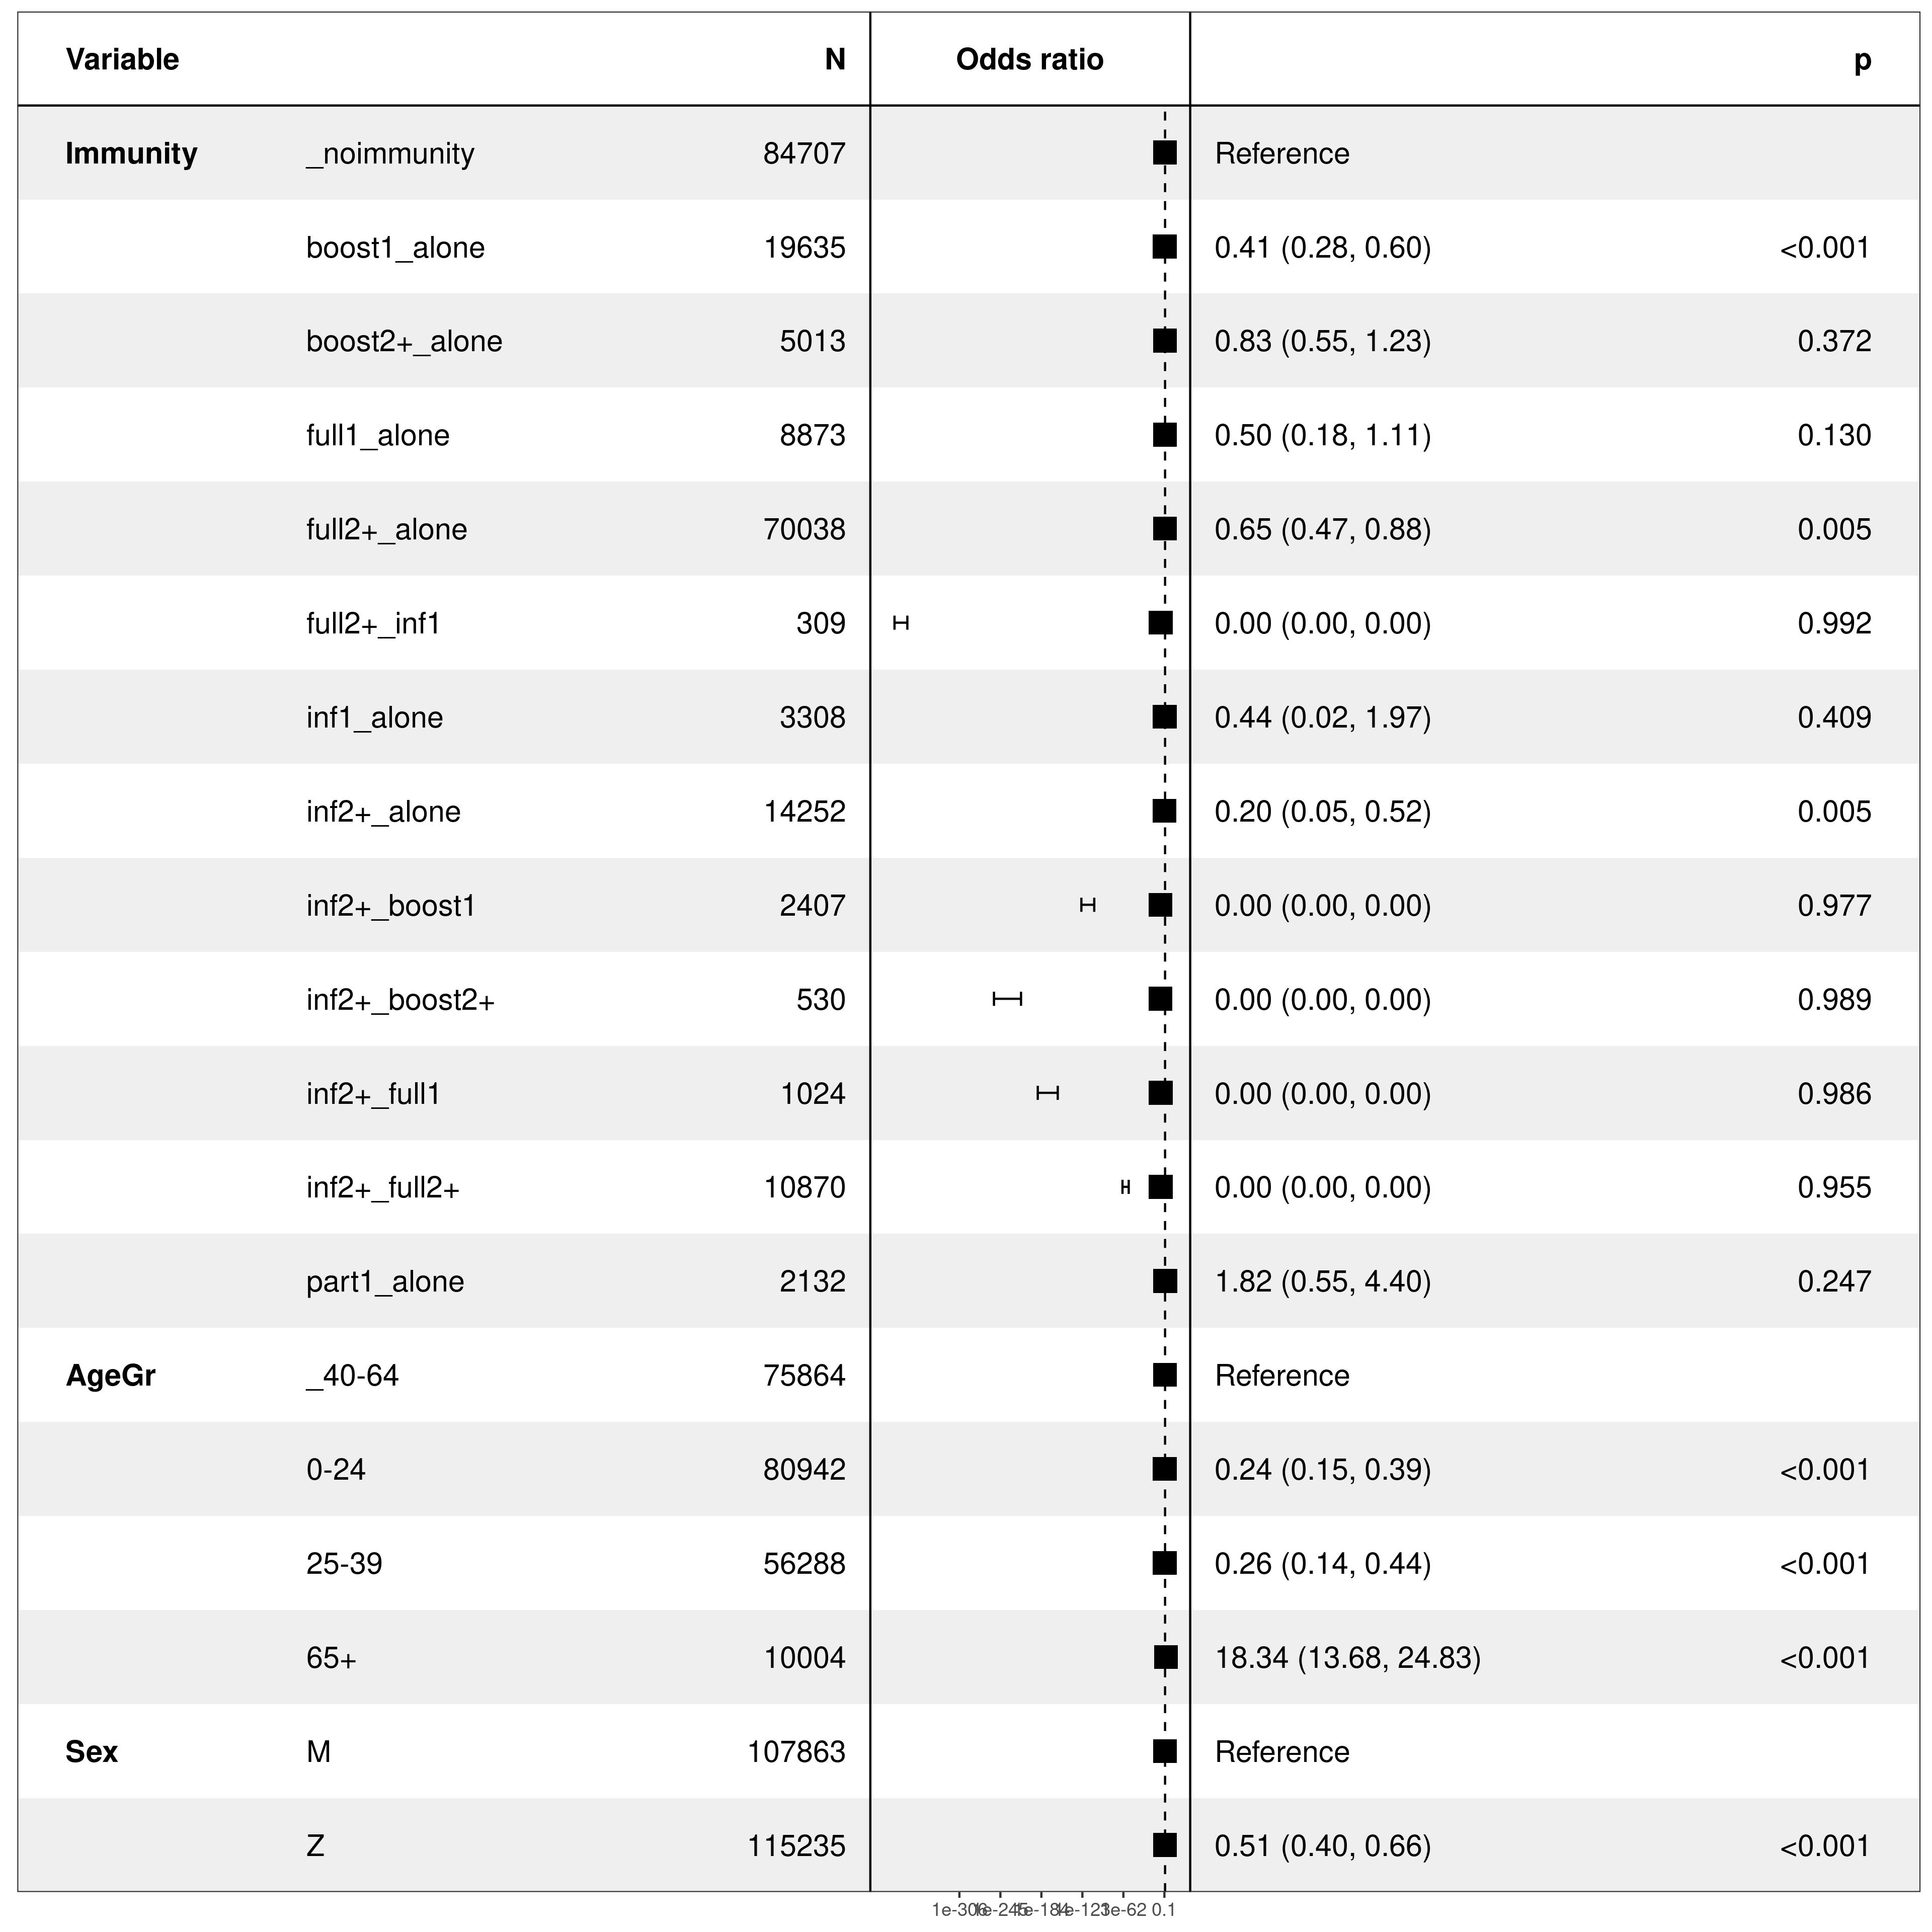 Variable N Odds ratio p
Immunity _noimmunity 84707 Reference
boost1_alone 19635 0.41 (0.28, 0.60) <0.001
boost2+_alone 5013 0.83 (0.55, 1.23) 0.372
full1_alone 8873 0.50 (0.18, 1.11) 0.130
full2+_alone 70038 0.65 (0.47, 0.88) 0.005
full2+_inf1 309 0.00 (0.00, 0.00) 0.992
inf1_alone 3308 0.44 (0.02, 1.97) 0.409
inf2+_alone 14252 0.20 (0.05, 0.52) 0.005
inf2+_boost1 2407 0.00 (0.00, 0.00) 0.977
inf2+_boost2+ 530 0.00 (0.00, 0.00) 0.989
inf2+_full1 1024 0.00 (0.00, 0.00) 0.986
inf2+_full2+ 10870 0.00 (0.00, 0.00) 0.955
part1_alone 2132 1.82 (0.55, 4.40) 0.247
AgeGr _40-64 75864 Reference
0-24 80942 0.24 (0.15, 0.39) <0.001
25-39 56288 0.26 (0.14, 0.44) <0.001
65+ 10004 18.34 (13.68, 24.83) <0.001
Sex M 107863 Reference
Z 115235 0.51 (0.40, 0.66) <0.001
1e-306 1e-245 1e-184 1e-123 1e-62 0.1